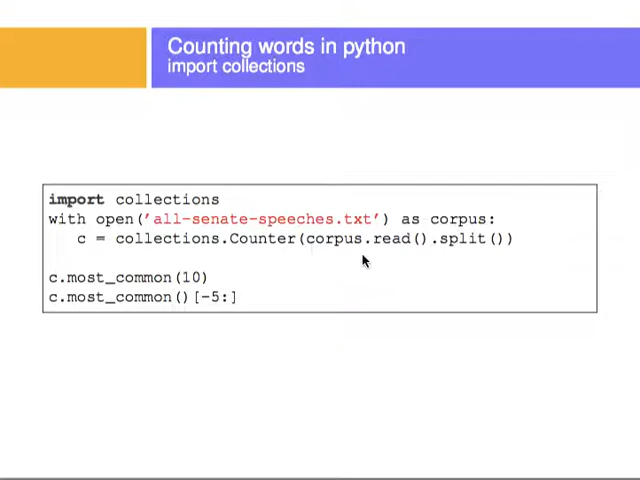 Counting words in python
import collections
import collections
with open('all-senate-speeches.txt') as corpus:
c = collections.Counter(corpus.read().split())
c.most_common(10)
c.most_common()[-5:]